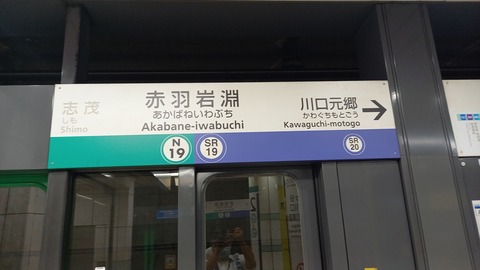 志茂
しも
Shimo
赤羽岩淵
あかばねいわぶち
Akabane-iwabuchi
N
19
SR
19
川口元郷
かわぐちもとごう
Kawaguchi-motogo
SR
20